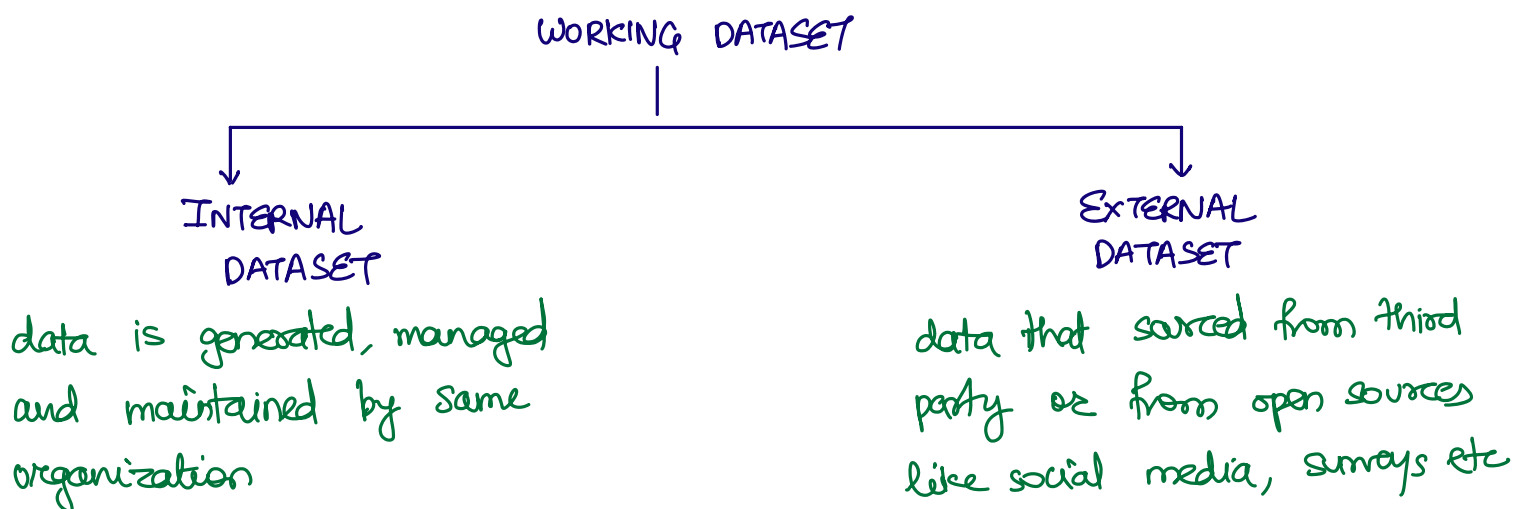 WORKING DATASET
INTERNAL
DATASET
data is generated, managed
and maintained by same
organization
EXTERNAL
DATASET
data that sourced from third
party or from open sources
like social media, surveys etc